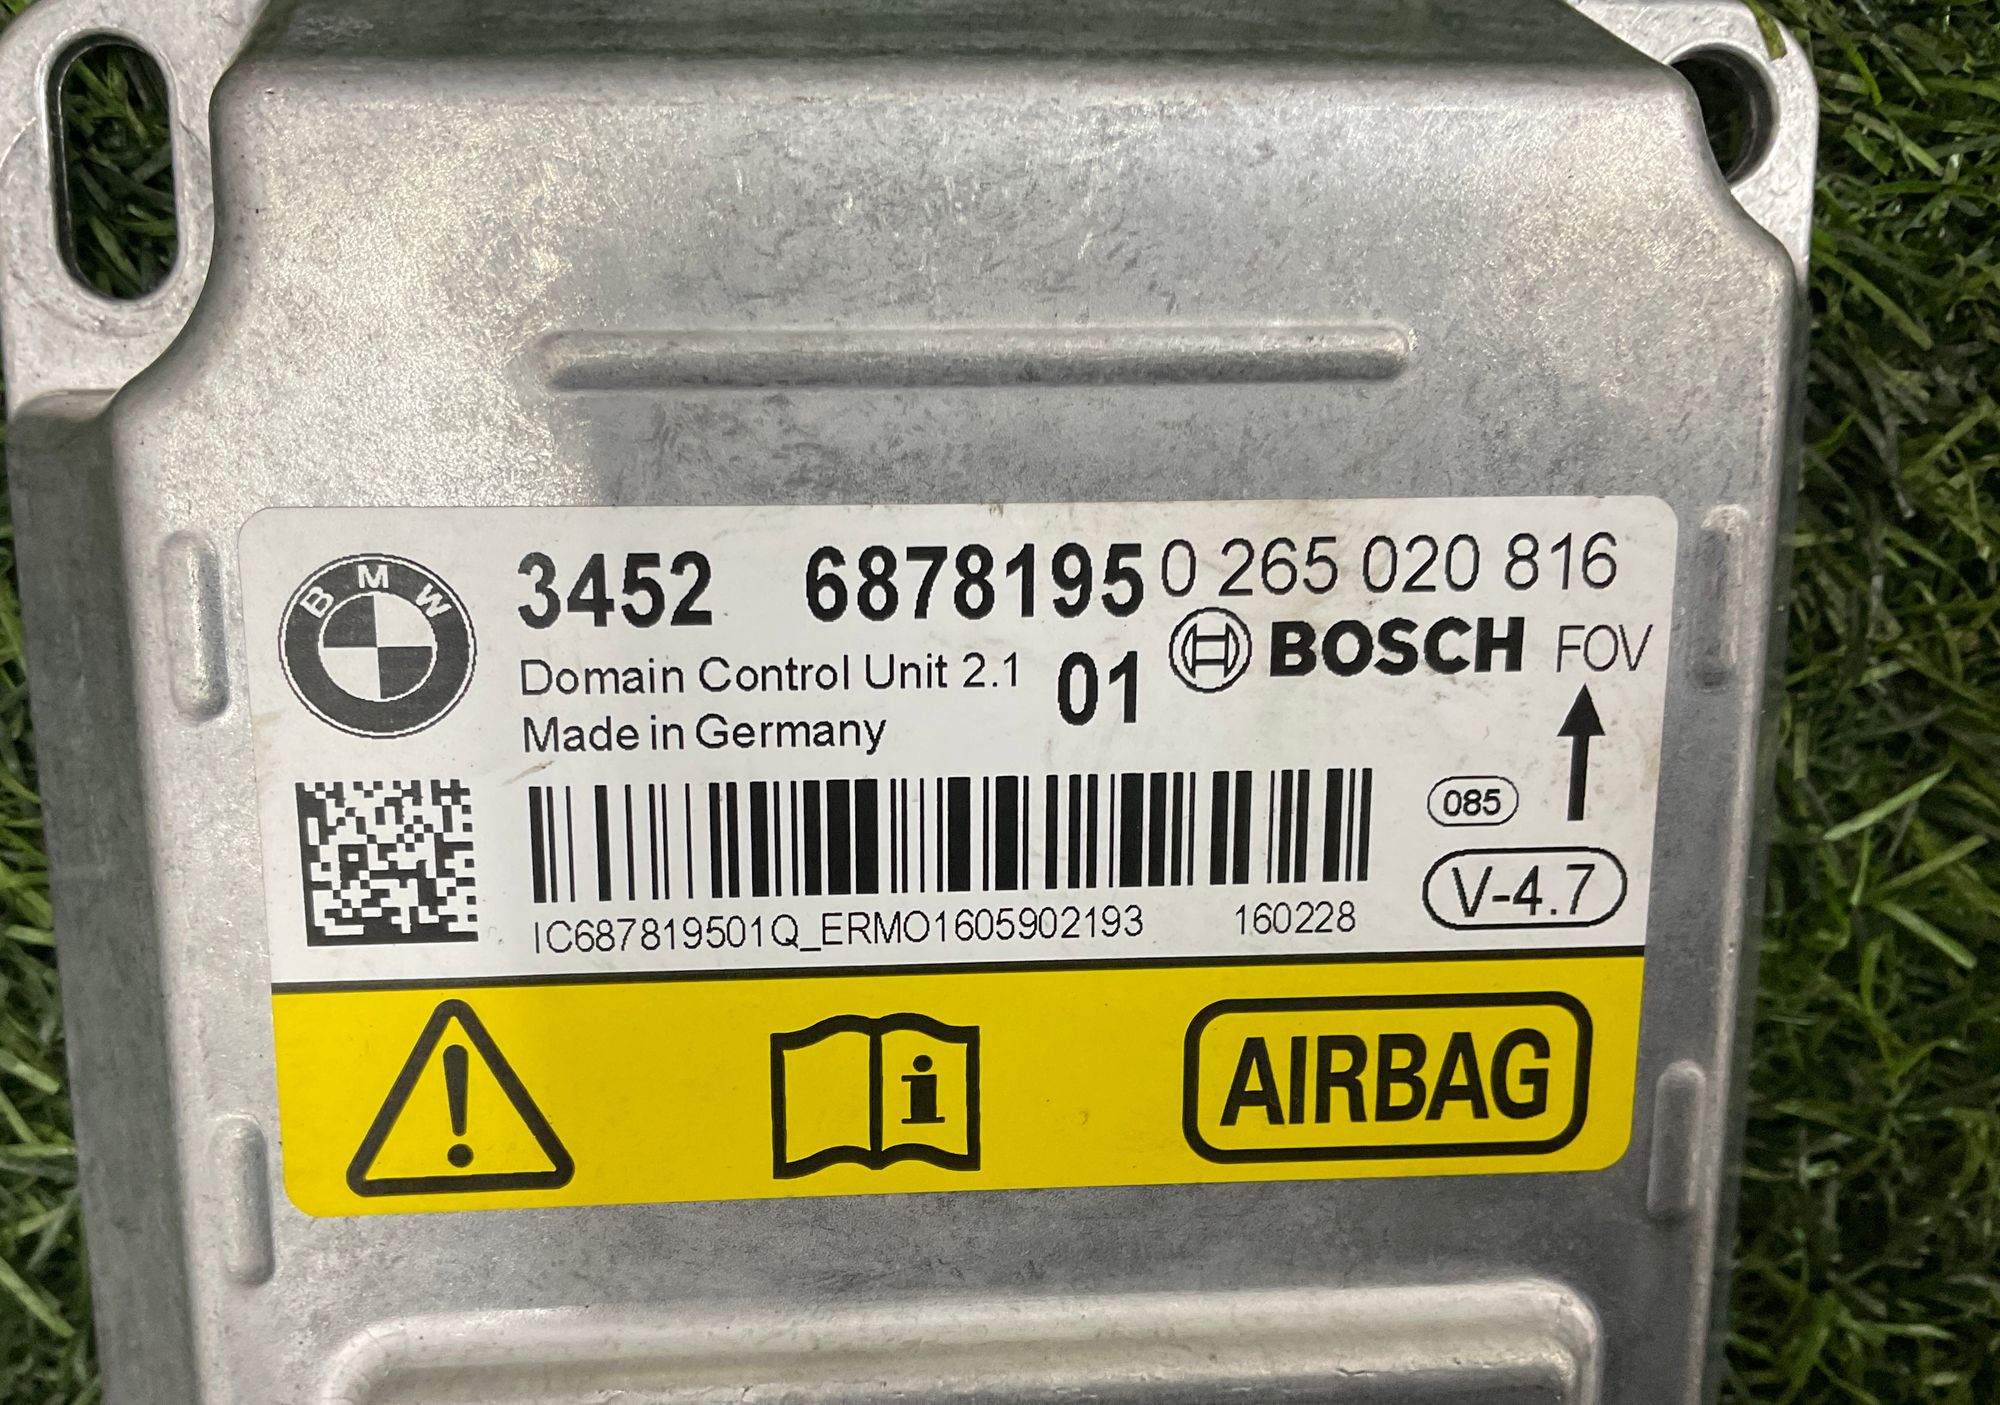 BMW
3452 6878195 0 265 020 816
Domain Control Unit 2.1 01 BOSCH FOV
Made in Germany
085
V-4.7
IC687819501Q_ERMO1605902193 160228
AIRBAG